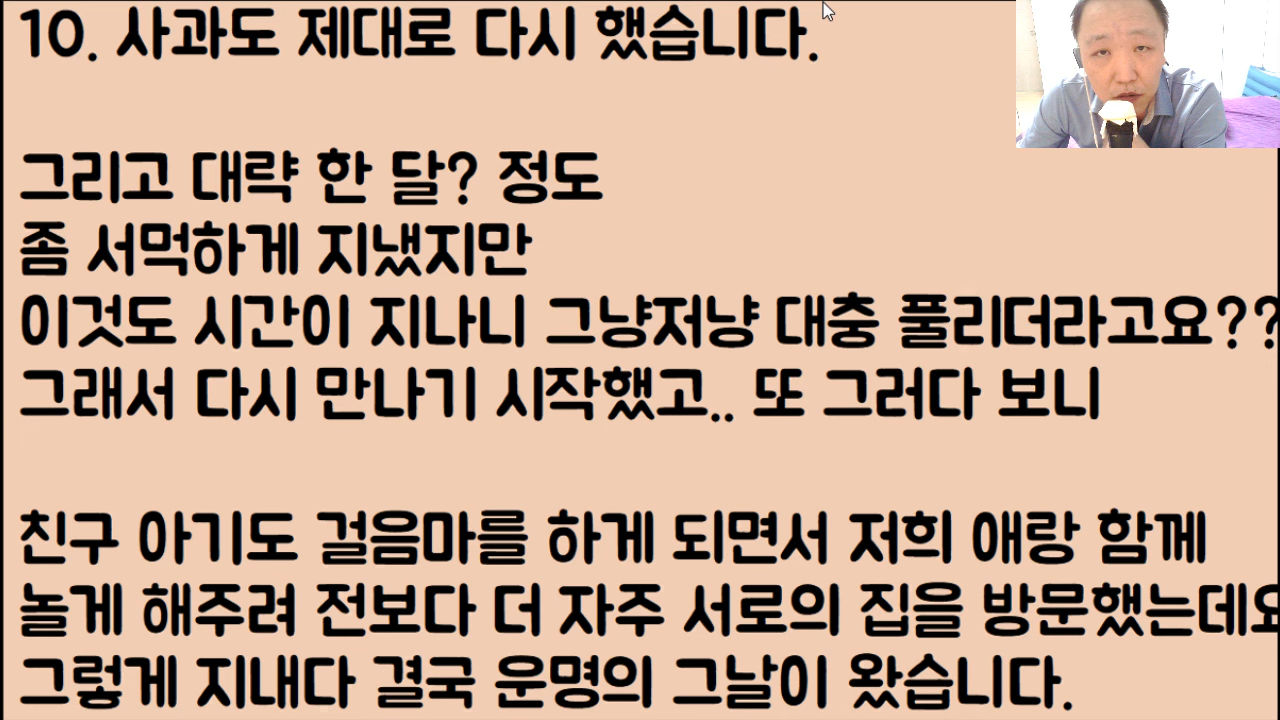 10. 사과도 제대로 다시 했습니다.
그리고 대략 한 달? 정도
좀 서먹하게 지냈지만
이것도 시간이 지나니 그냥저냥 대충 풀리더라고요??
그래서 다시 만나기 시작했고.. 또 그러다 보니
친구 아기도 걸음마를 하게 되면서 저희 애랑 함께
놀게 해주려 전보다 더 자주 서로의 집을 방문했는데요
그렇게 지내다 결국 운명의 그날이 왔습니다.